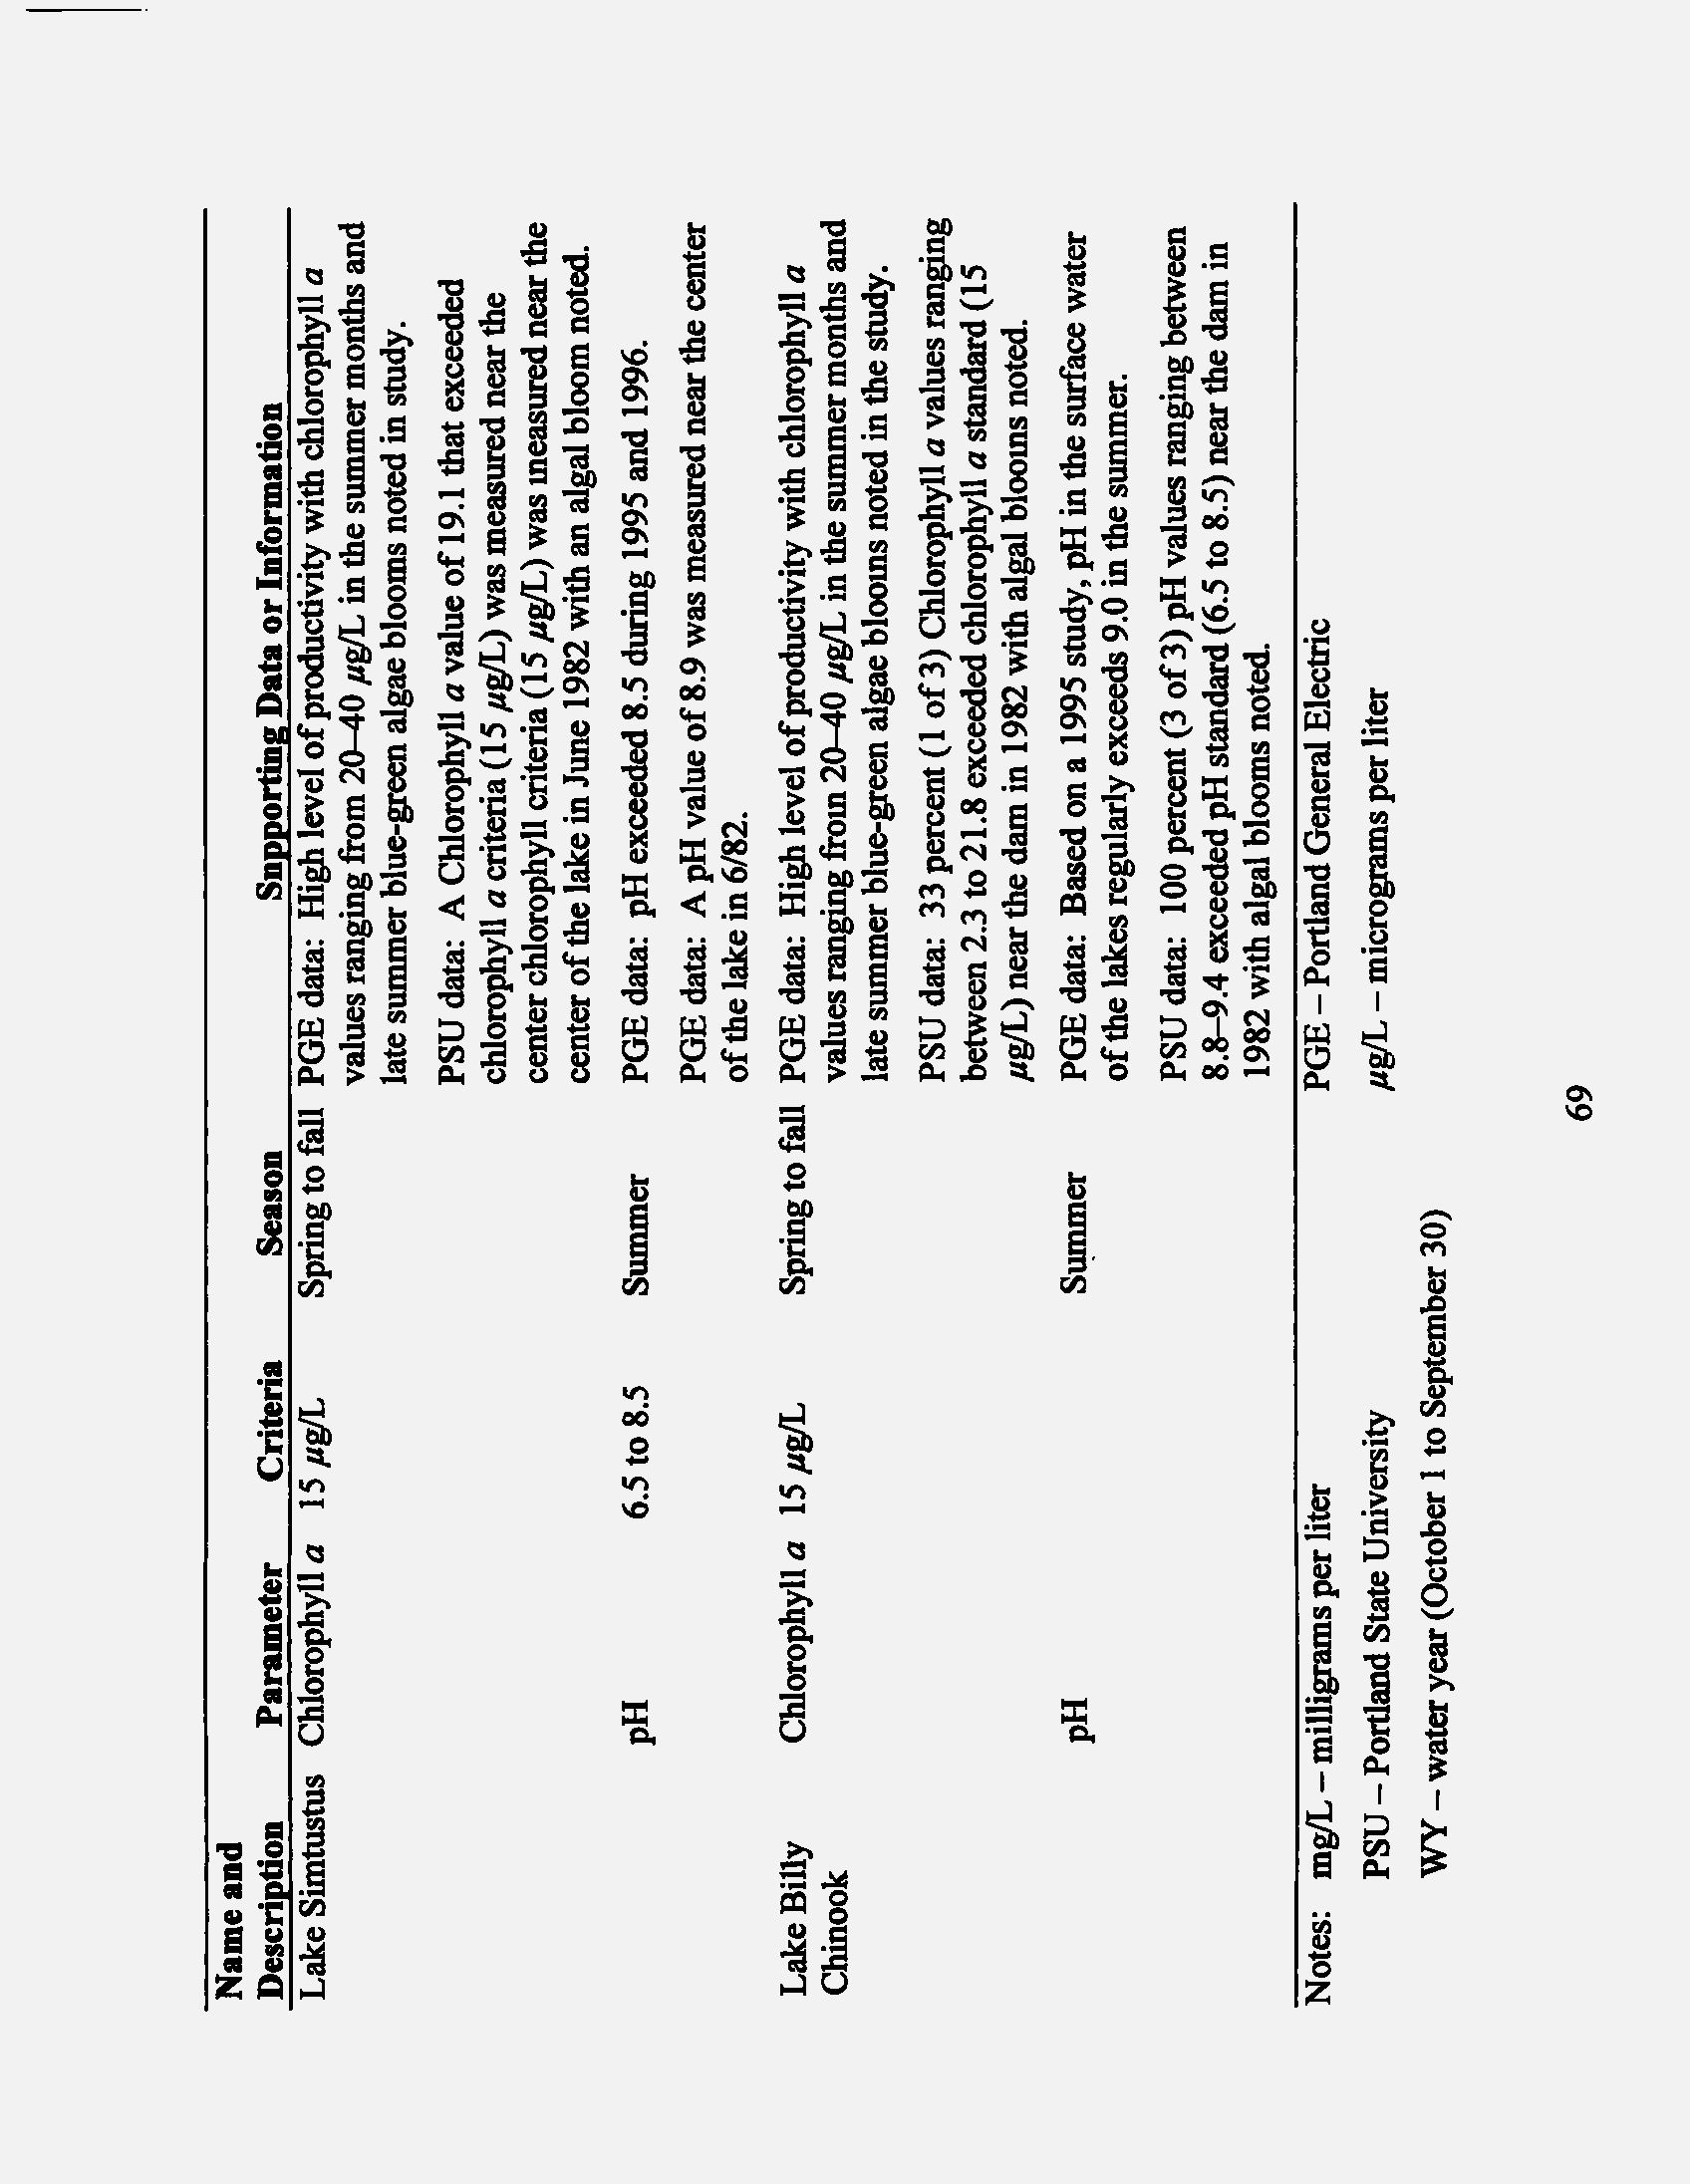 Name and
Description Parameter Criteria Season Snpporting Data or Information
Lake Simtustus Chlorophyll a 15 µg/L Spring to fall PGE data: High level of productivity with chlorophyll a
values ranging from 20–40 µg/L in the summer months and
late summer blue-green algae blooms noted in study.
PSU data: A Chlorophyll a value of 19.1 that exceeded
chlorophyll a criteria (15 µg/L) was measured near the
center chlorophyll criteria (15 µg/L) was measured near the
center of the lake in June 1982 with an algal bloom noted.
pH 6.5 to 8.5 Summer PGE data: pH exceeded 8.5 during 1995 and 1996.
PGE data: A pH value of 8.9 was measured near the center
of the lake in 6/82.
Lake Billy Chlorophyll a 15 µg/L Spring to fall PGE data: High level of productivity with chlorophyll a
Chinook values ranging from 20–40 µg/L in the summer months and
late summer blue-green algae blooms noted in the study.
PSU data: 33 percent (1 of 3) Chlorophyll a values ranging
between 2.3 to 21.8 exceeded chlorophyll a standard (15
µg/L) near the dam in 1982 with algal blooms noted.
pH Summer PGE data: Based on a 1995 study, pH in the surface water
of the lakes regularly exceeds 9.0 in the summer.
PSU data: 100 percent (3 of 3) pH values ranging between
8.8–9.4 exceeded pH standard (6.5 to 8.5) near the dam in
1982 with algal blooms noted.
Notes: mg/L – milligrams per liter PGE – Portland General Electric
PSU – Portland State University µg/L – micrograms per liter
WY – water year (October 1 to September 30)
69